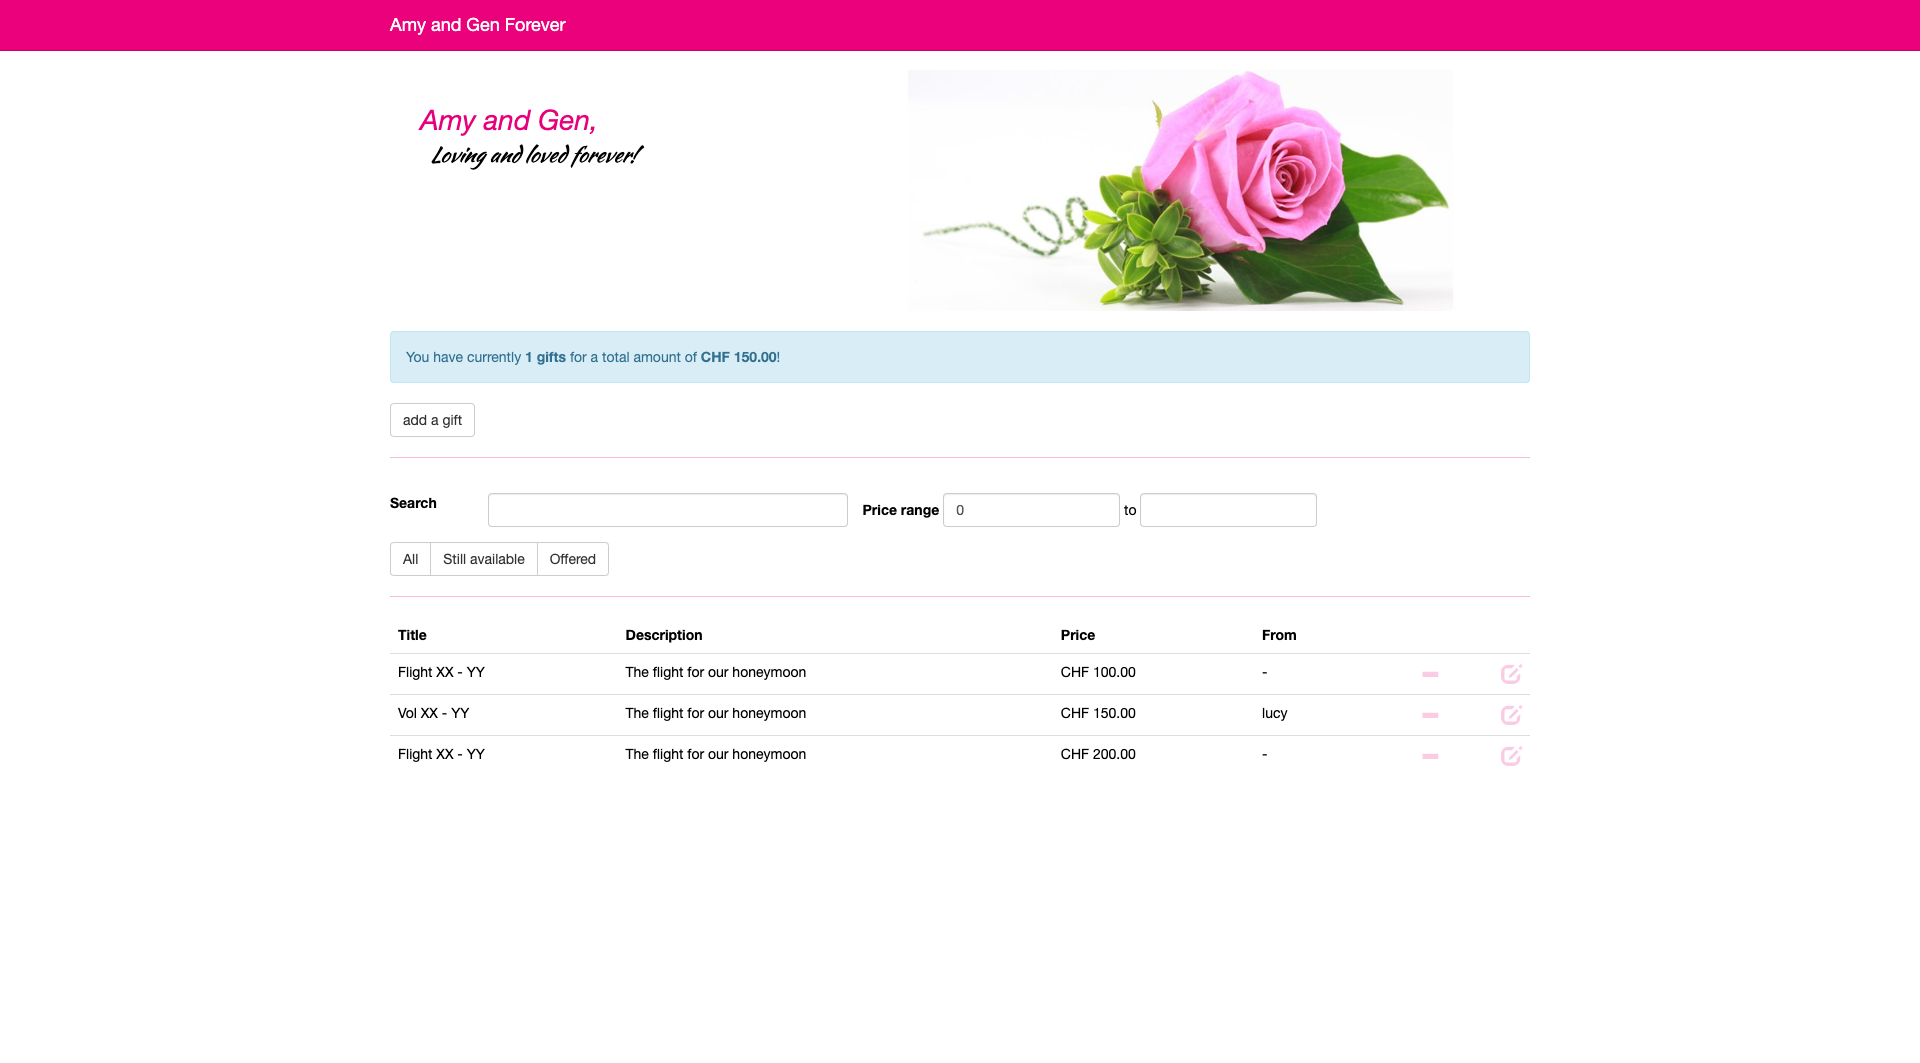 Amy and Gen Forever
Amy and Gen,
Loving and loved forever!
You have currently 1 gifts for a total amount of CHF 150.00!
add a gift
Search
Price range 0 to
All Still available Offered
Title Description Price From
Flight XX - YY The flight for our honeymoon CHF 100.00 -
Vol XX - YY The flight for our honeymoon CHF 150.00 lucy
Flight XX - YY The flight for our honeymoon CHF 200.00 -